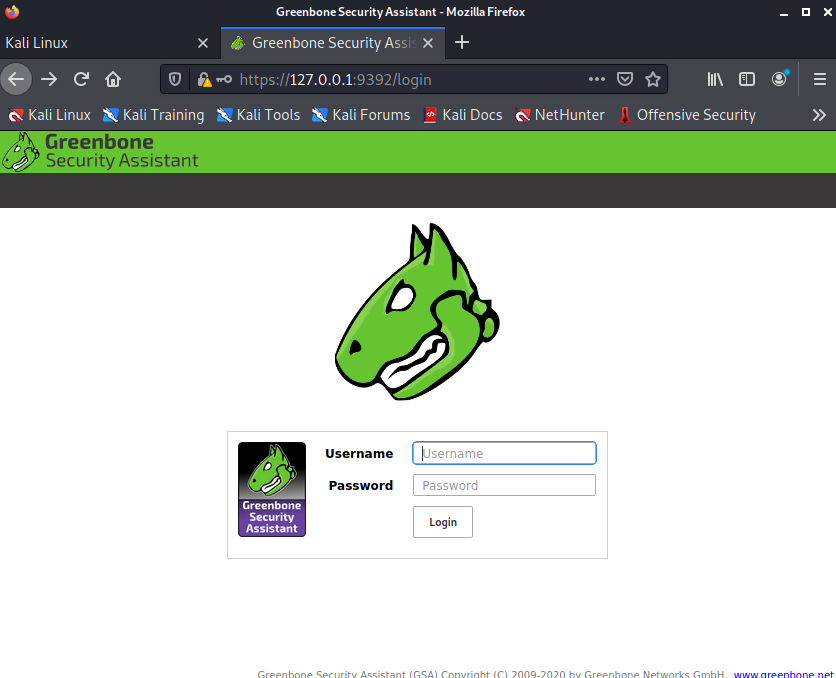 Greenbone Security Assistant - Mozilla Firefox
Kali Linux
Greenbone Security Assis
https://127.0.0.1:9392/login
Kali Linux Kali Training Kali Tools Kali Forums Kali Docs NetHunter Offensive Security
Greenbone
Security Assistant
Username Username
Password Password
Greenbone
Security
Assistant
Login
Greenbone Security Assistant (GSA) Copyright (C) 2009-2020 by Greenbone Networks GmbH, www.greenbone.net